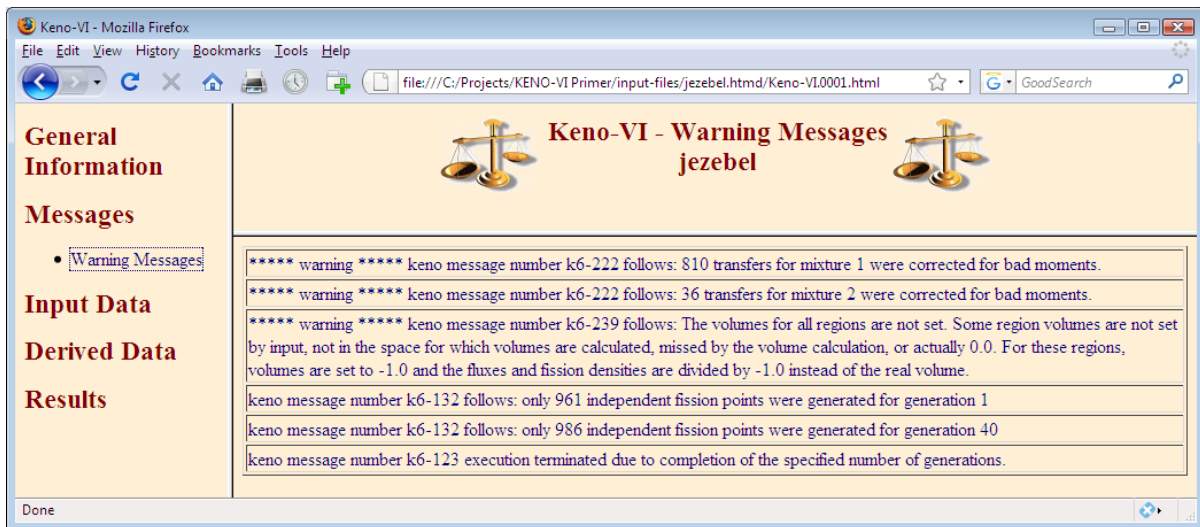 Keno-VI - Mozilla Firefox
File Edit View History Bookmarks Tools Help
file:///C:/Projects/KENO-VI Primer/input-files/jezebel.htmd/Keno-VI.0001.html
G GoodSearch
General
Information
Messages
• Warning Messages
Input Data
Derived Data
Results
Keno-VI - Warning Messages
jezebel
***** warning ***** keno message number k6-222 follows: 810 transfers for mixture 1 were corrected for bad moments.
***** warning ***** keno message number k6-222 follows: 36 transfers for mixture 2 were corrected for bad moments.
***** warning ***** keno message number k6-239 follows: The volumes for all regions are not set. Some region volumes are not set
by input, not in the space for which volumes are calculated, missed by the volume calculation, or actually 0.0. For these regions,
volumes are set to -1.0 and the fluxes and fission densities are divided by -1.0 instead of the real volume.
keno message number k6-132 follows: only 961 independent fission points were generated for generation 1
keno message number k6-132 follows: only 986 independent fission points were generated for generation 40
keno message number k6-123 execution terminated due to completion of the specified number of generations.
Done